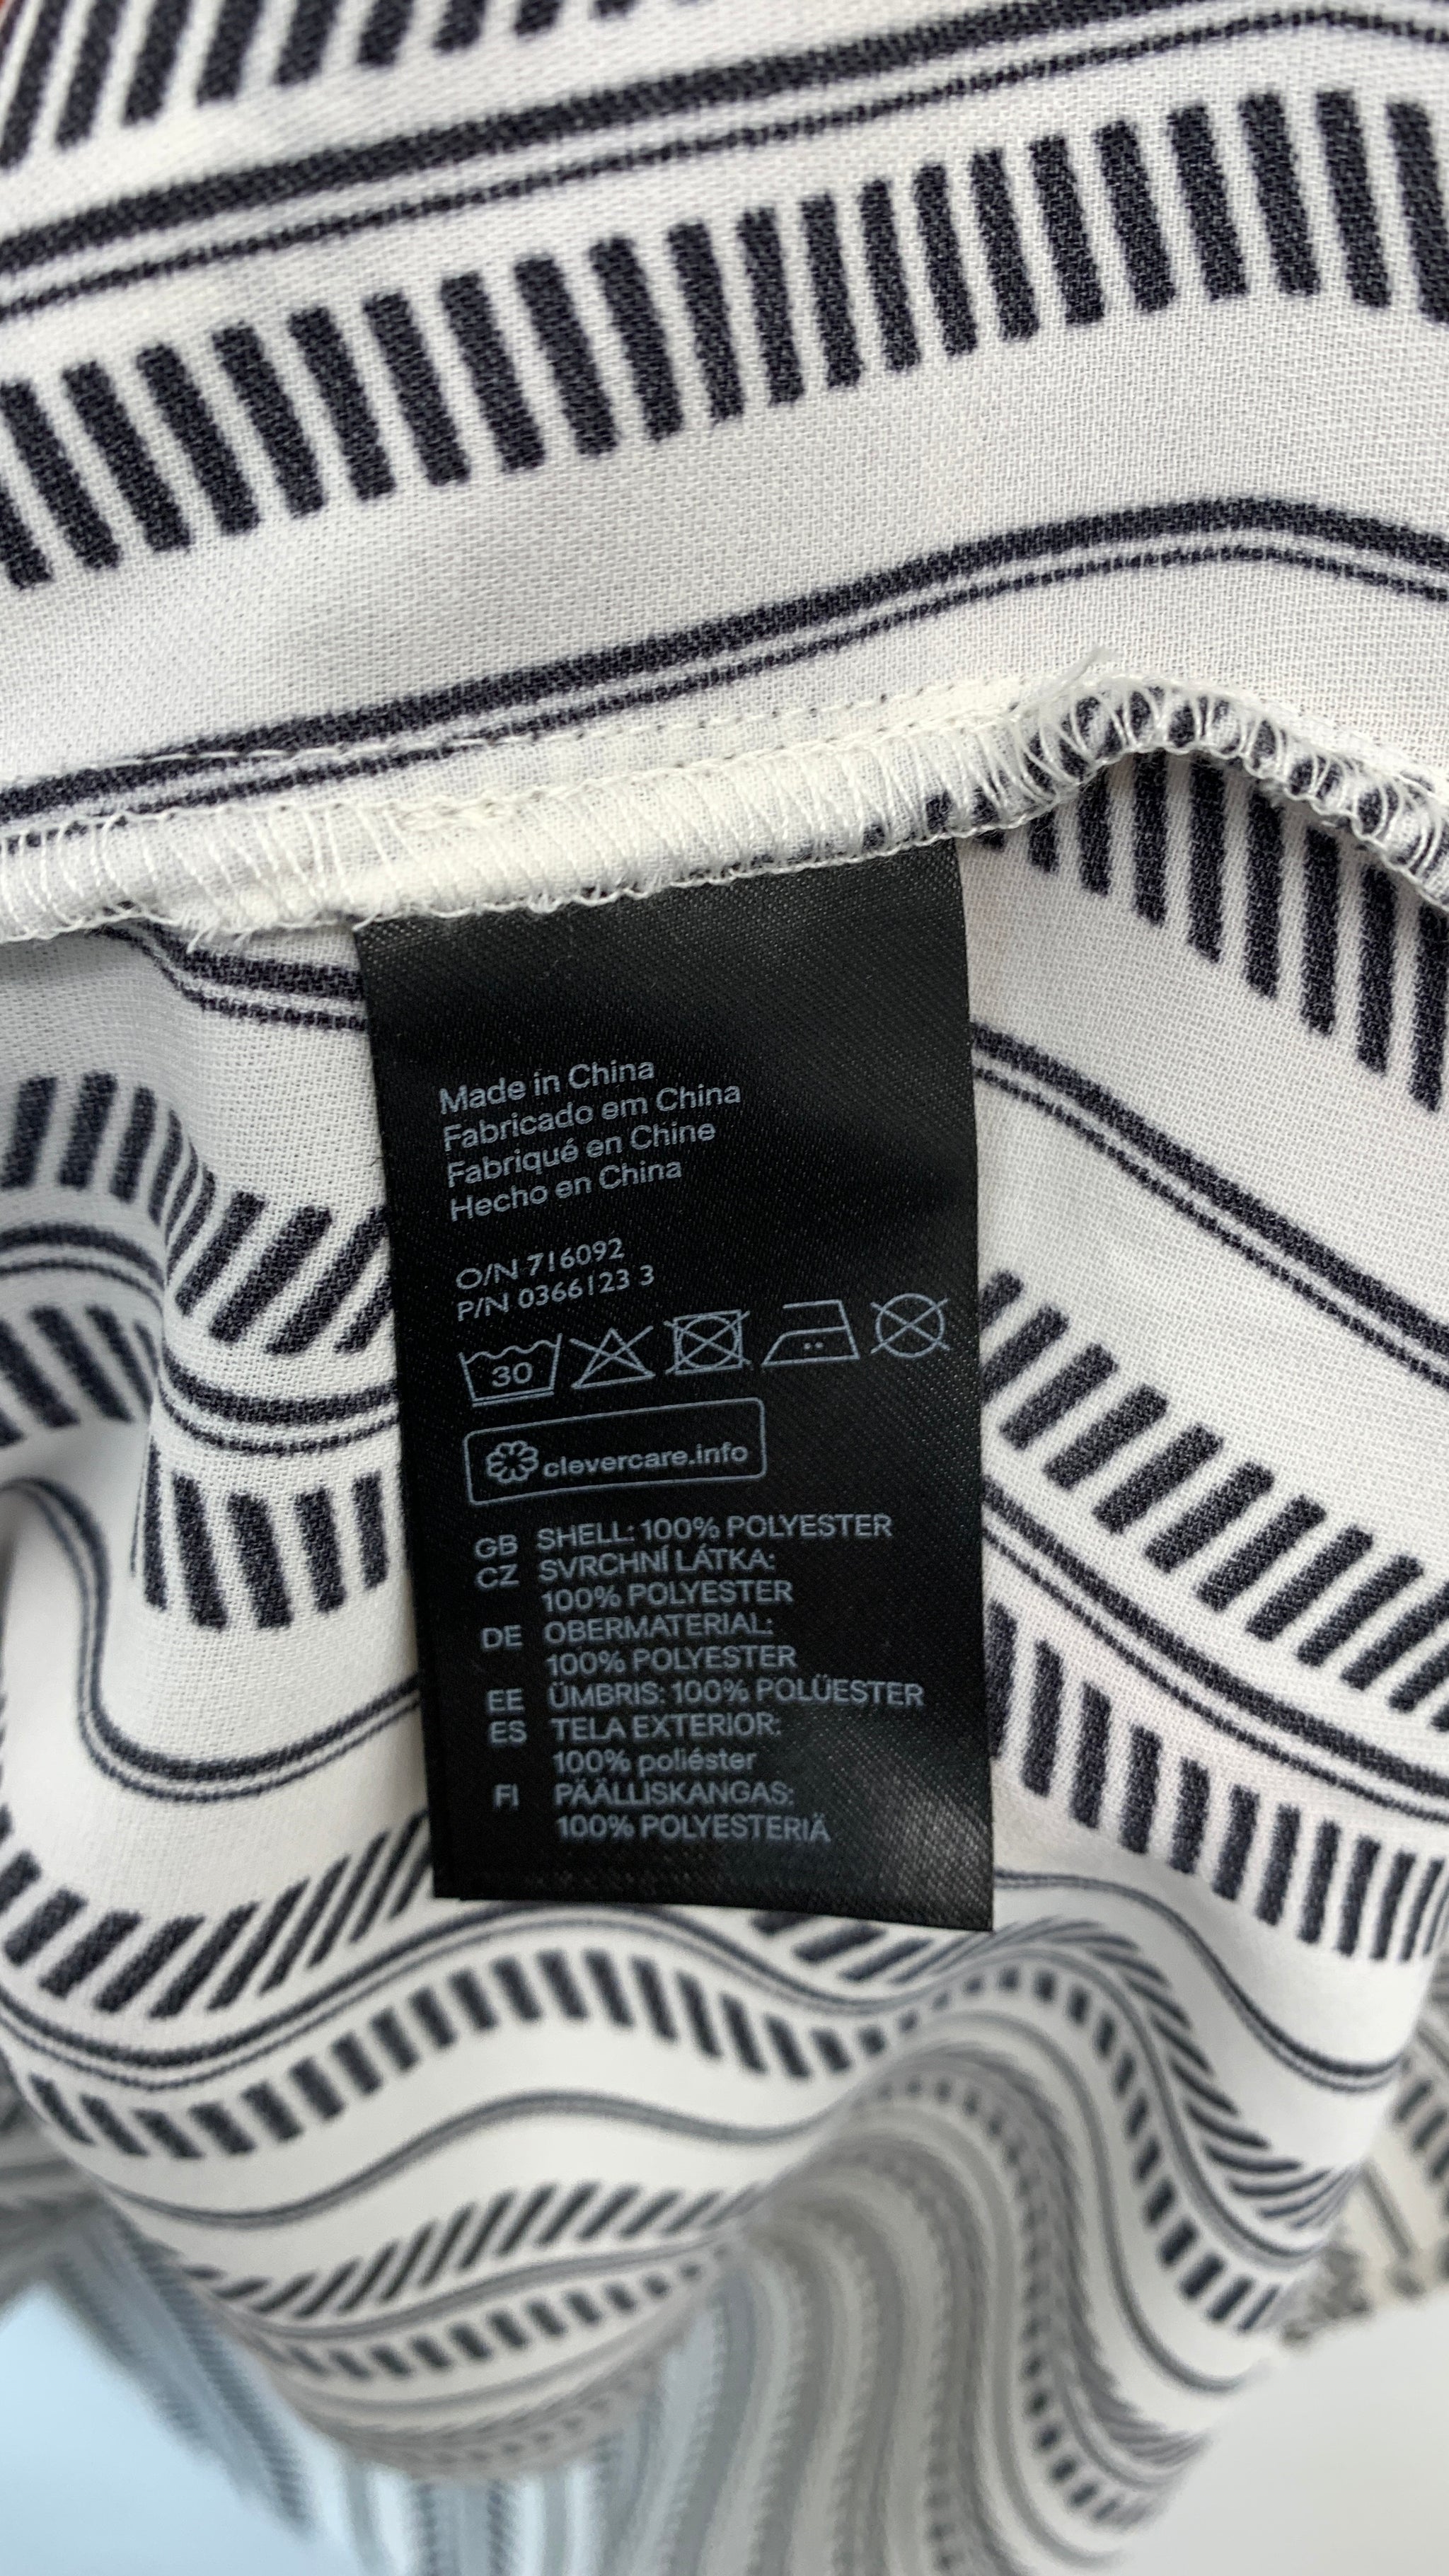 Made in China
Fabricado em China
Fabriqué en Chine
Hecho en China
O/N 716092
P/N 0366123 3
30
clevercare.info
GB SHELL: 100% POLYESTER
CZ SVRCHNÍ LÁTKA:
100% POLYESTER
DE OBERMATERIAL:
100% POLYESTER
EE ÜMBRIS: 100% POLÜESTER
ES TELA EXTERIOR:
100% poliéster
FI PÄÄLLISKANGAS:
100% POLYESTERIÄ